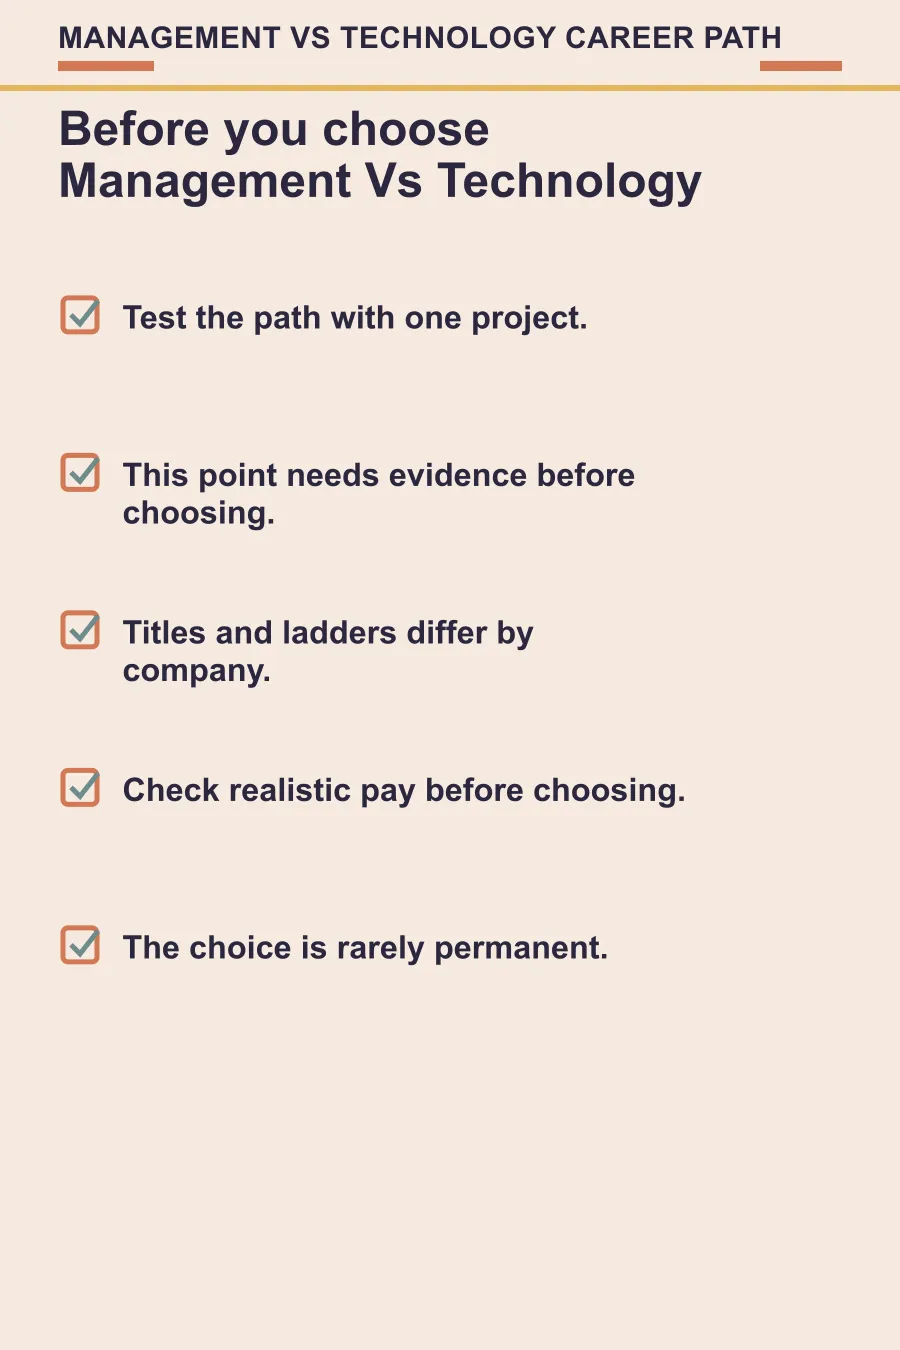 MANAGEMENT VS TECHNOLOGY CAREER PATH
Before you choose
Management Vs Technology
Test the path with one project.
This point needs evidence before
choosing.
Titles and ladders differ by
company.
Check realistic pay before choosing.
The choice is rarely permanent.